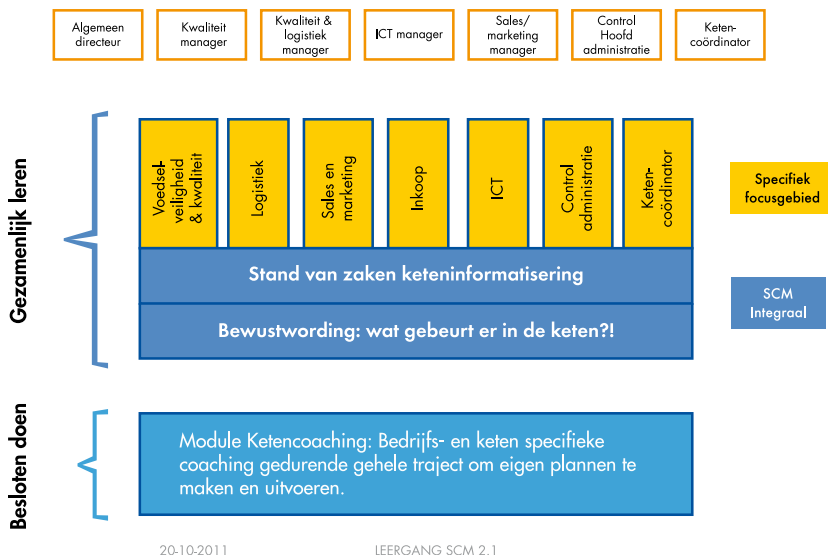 Algemeen
directeur
Kwaliteit
manager
Kwaliteit &
logistiek
manager
ICT manager
Sales/
marketing
manager
Control
Hoofd
administratie
Keten-
coördinator
Gezamenlijk leren
Voedsel-
veiligheid
& kwaliteit
Logistiek
Sales en
marketing
Inkoop
ICT
Control
administratie
Keten-
coördinator
Specifiek
focusgebied
Stand van zaken keteninformatisering
Bewustwording: wat gebeurt er in de keten?!
SCM
Integraal
Besloten doen
Module Ketencoaching: Bedrijfs- en keten specifieke
coaching gedurende gehele traject om eigen plannen te
maken en uitvoeren.
20-10-2011
LEERGANG SCM 2.1